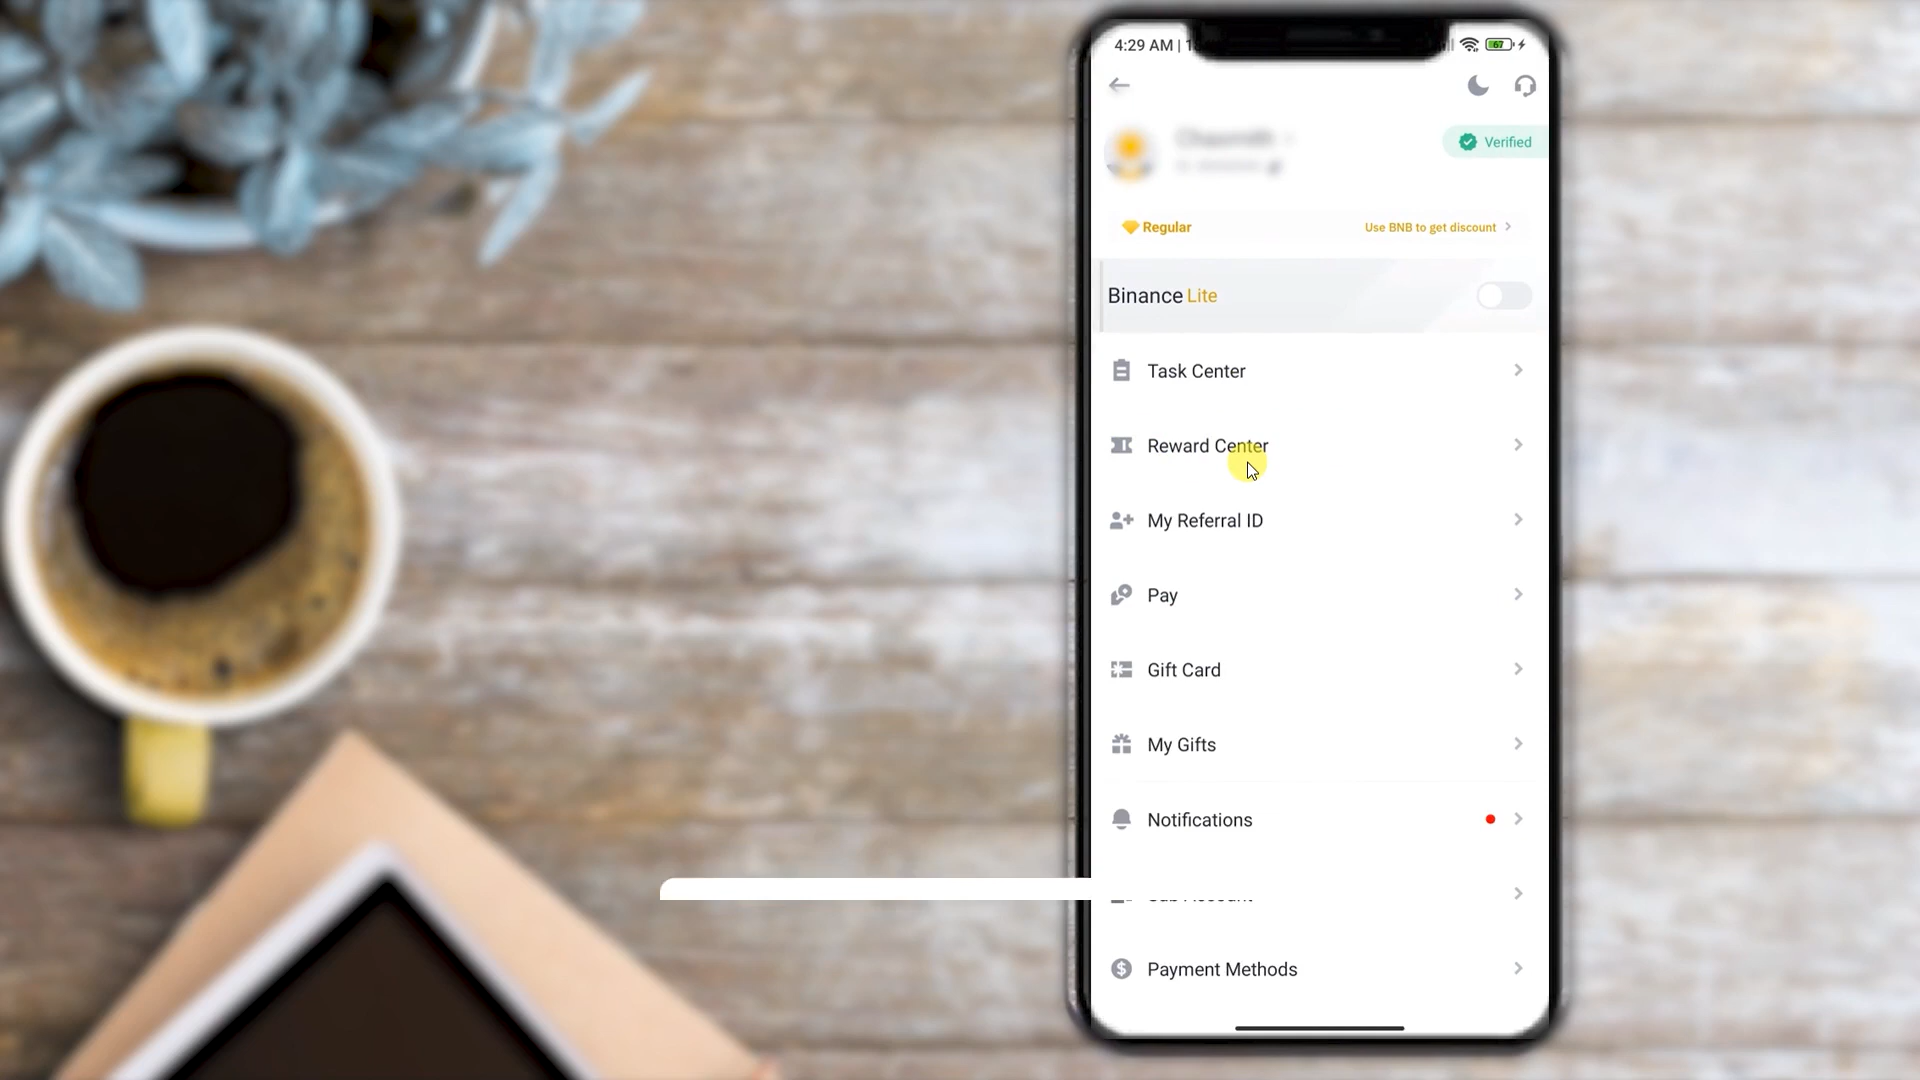 4:29 AM | 1
67
Verified
Regular
Use BNB to get discount
Binance Lite
Task Center
Reward Center
My Referral ID
Pay
Gift Card
My Gifts
Notifications
Payment Methods